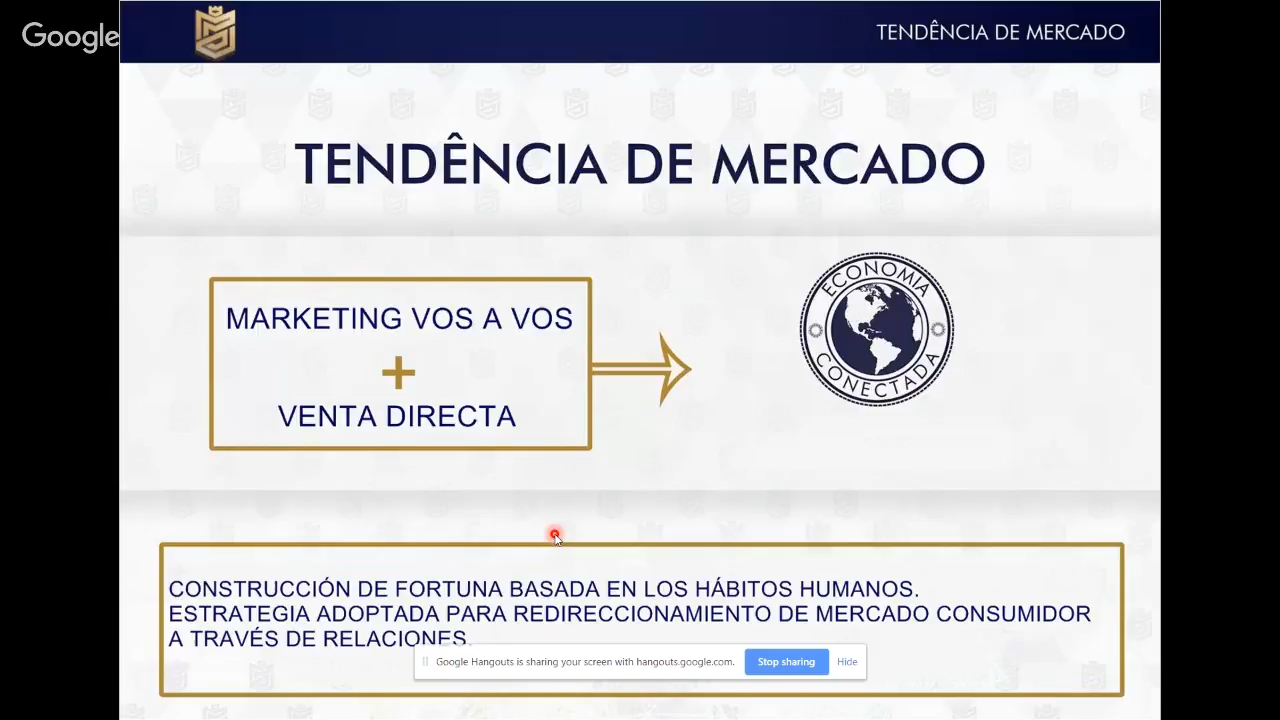 Google
TENDÊNCIA DE MERCADO
TENDÊNCIA DE MERCADO
MARKETING VOS A VOS
+
VENTA DIRECTA
ECONOMIA
CONECTADA
CONSTRUCCIÓN DE FORTUNA BASADA EN LOS HÁBITOS HUMANOS.
ESTRATEGIA ADOPTADA PARA REDIRECCIONAMIENTO DE MERCADO CONSUMIDOR
A TRAVÉS DE RELACIONES.
Google Hangouts is sharing your screen with hangouts.google.com. Stop sharing Hide